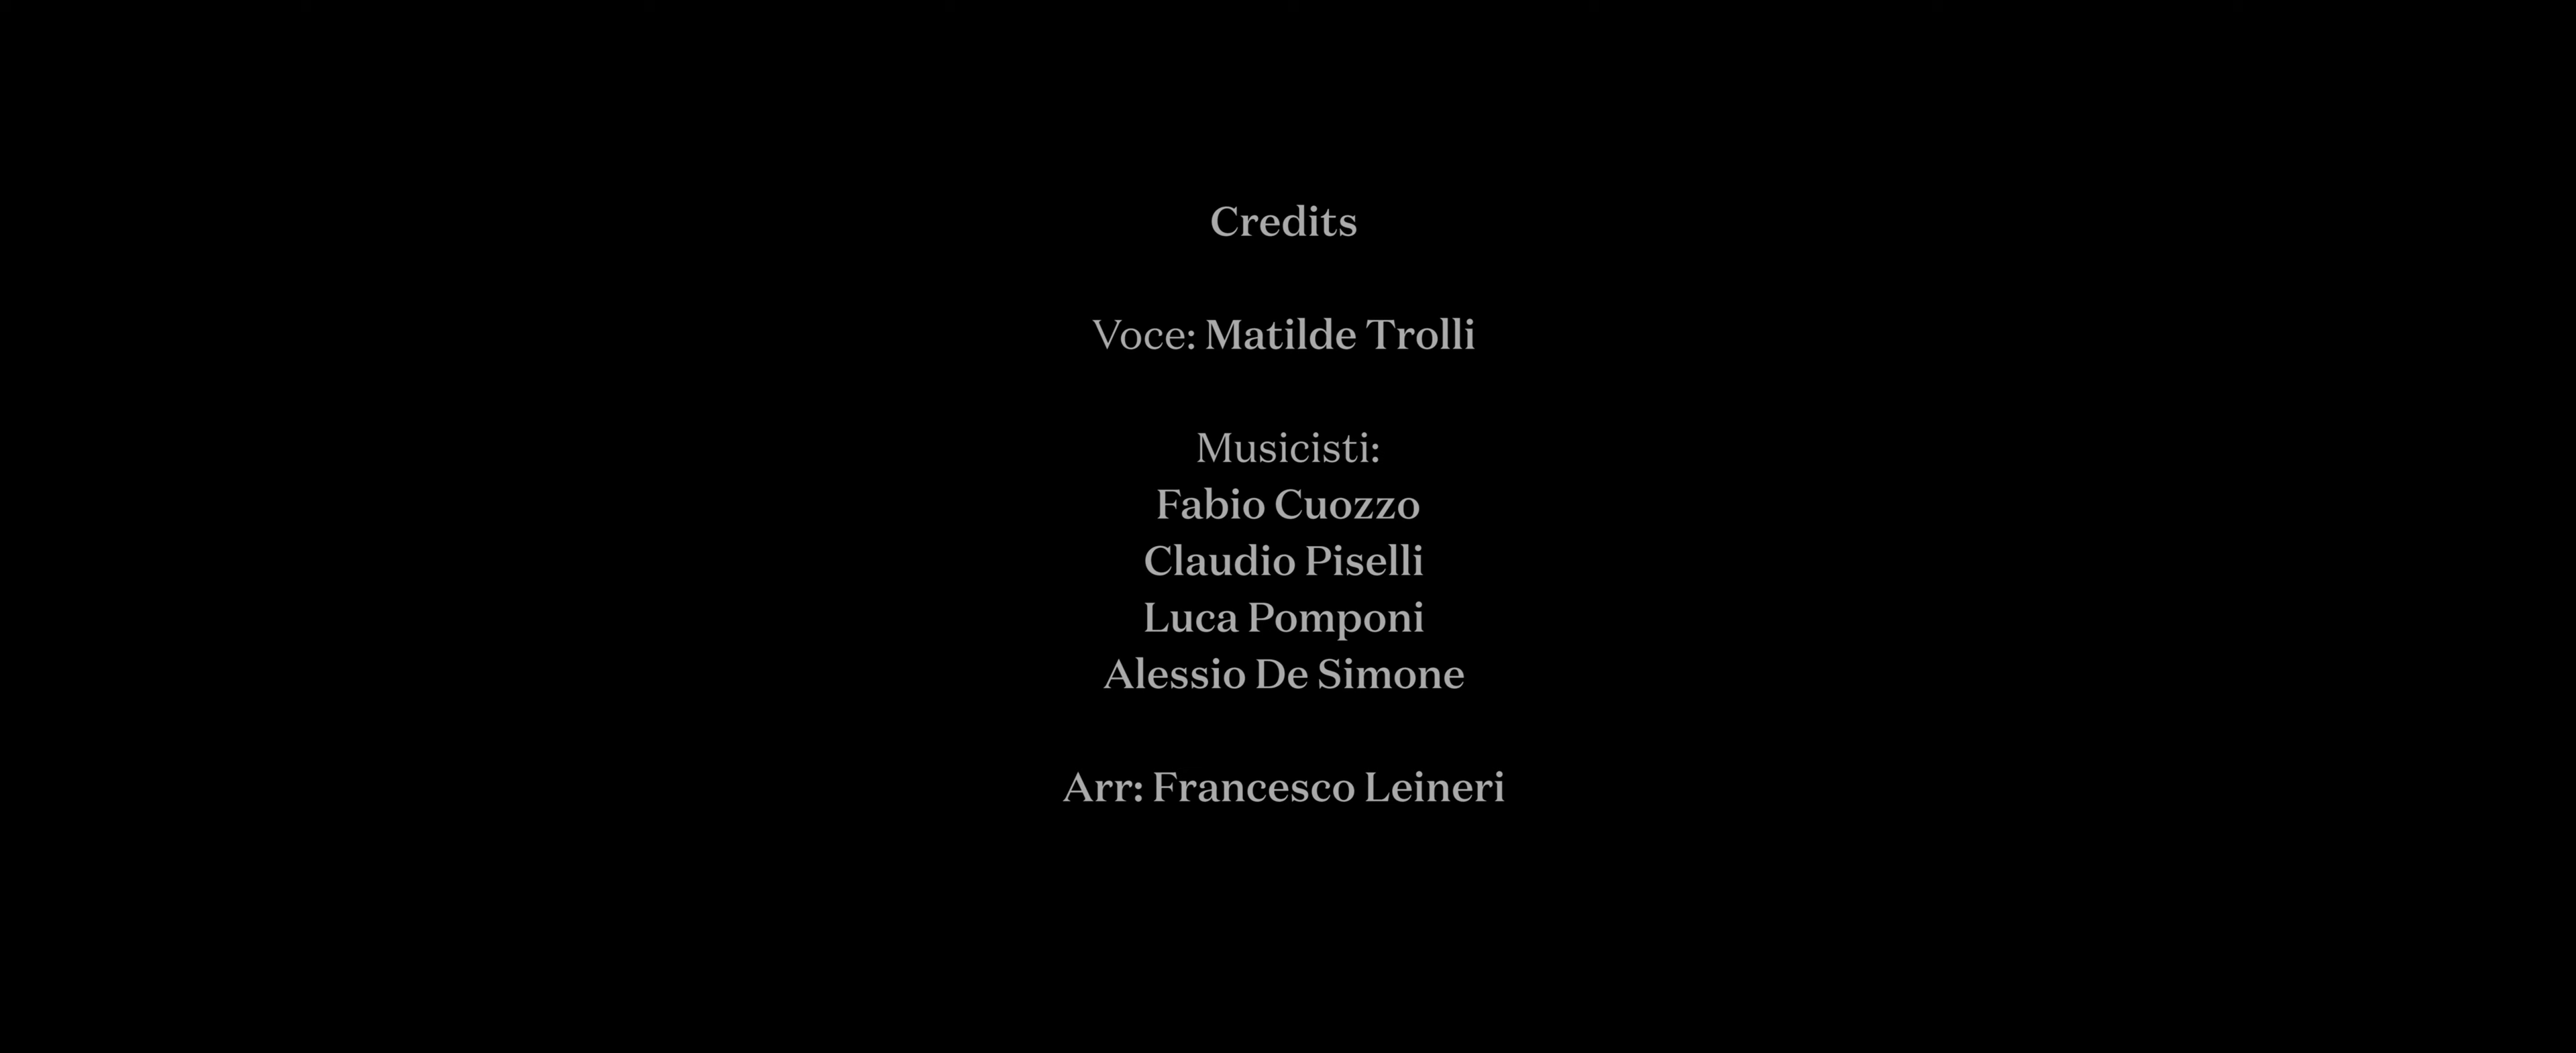 Credits
Voce: Matilde Trolli
Musicisti:
Fabio Cuozzo
Claudio Piselli
Luca Pomponi
Alessio De Simone
Arr: Francesco Leineri